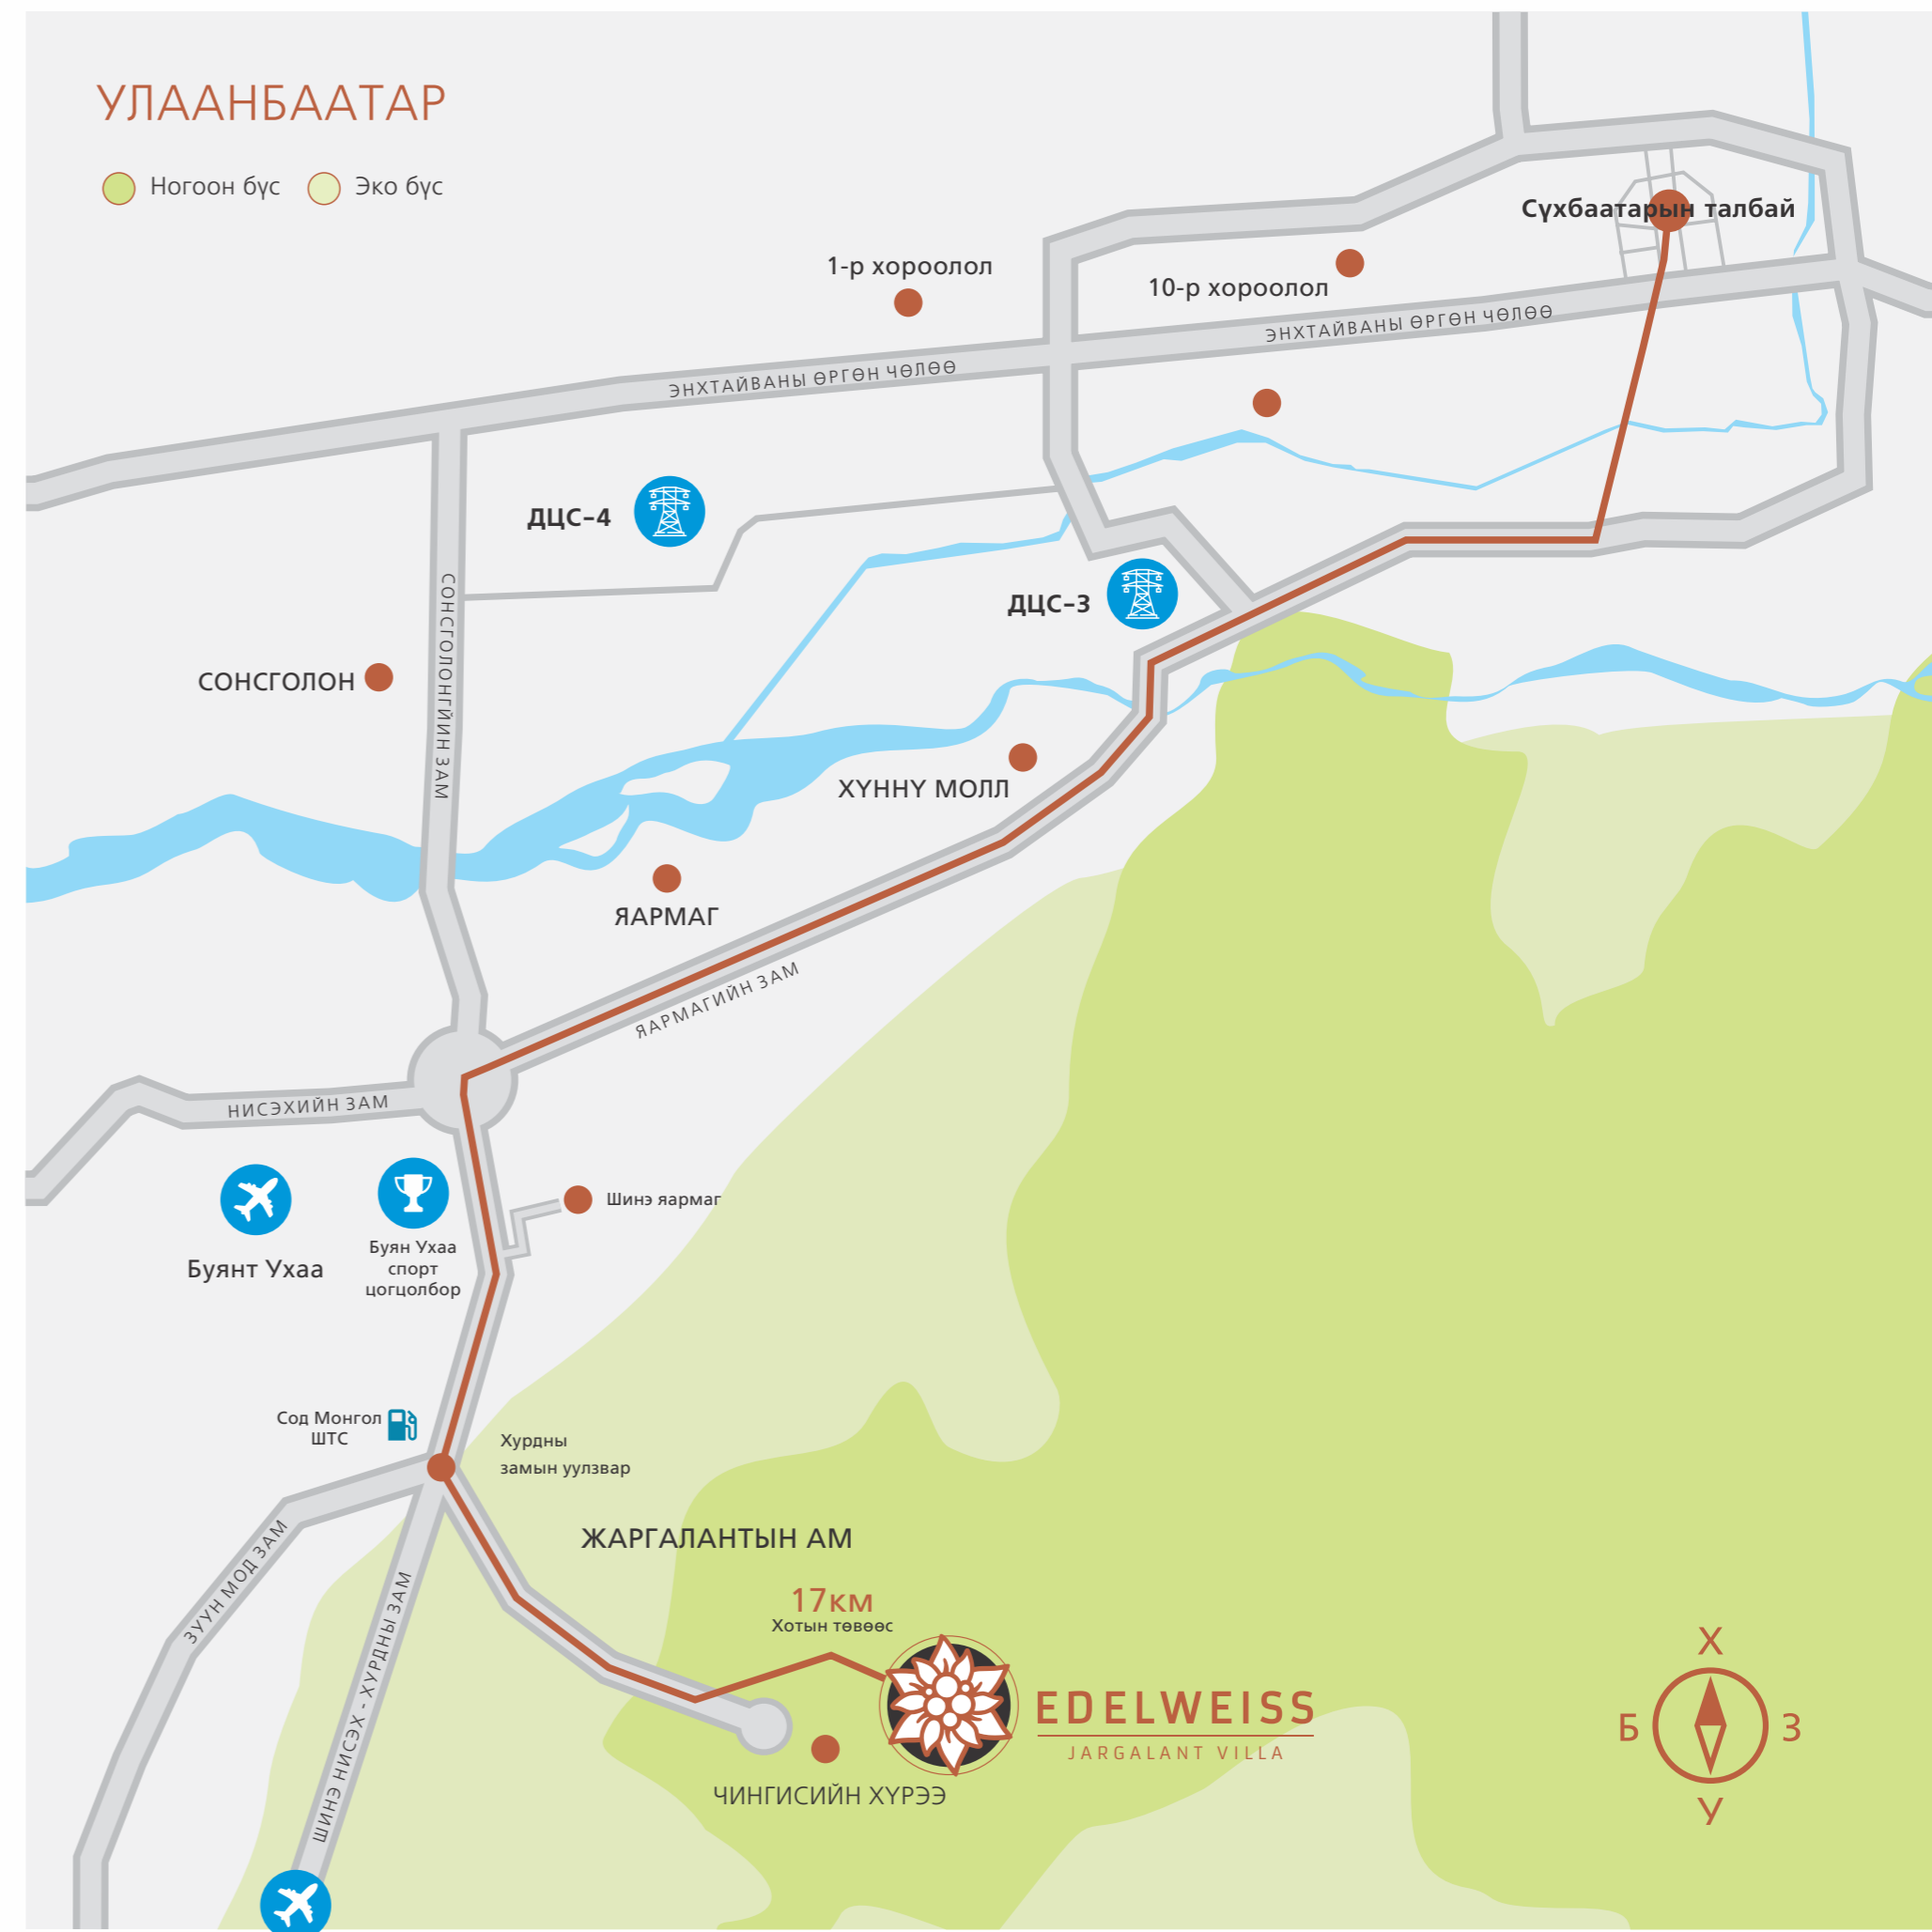 УЛААНБААТАР
Ногоон бүс
Эко бүс
Сүхбаатарын талбай
1-р хороолол
10-р хороолол
ЭНХТАЙВАНЫ ӨРГӨН ЧӨЛӨӨ
ЭНХТАЙВАНЫ ӨРГӨН ЧӨЛӨӨ
ДЦС-4
ДЦС-3
СОНСГОЛОНГИЙН ЗАМ
СОНСГОЛОН
ХҮННҮ МОЛЛ
ЯАРМАГ
ЯАРМАГИЙН ЗАМ
НИСЭХИЙН ЗАМ
Шинэ яармаг
Буянт Ухаа
Буян Ухаа
спорт
цогцолбор
Сод Монгол
ШТС
Хурдны
замын уулзвар
ЗУУН МОД ЗАМ
ШИНЭ НИСЭХ - ХУРДНЫ ЗАМ
ЖАРГАЛАНТЫН АМ
17км
Хотын төвөөс
EDELWEISS
JARGALANT VILLA
ЧИНГИСИЙН ХҮРЭЭ
Х
Б
З
У